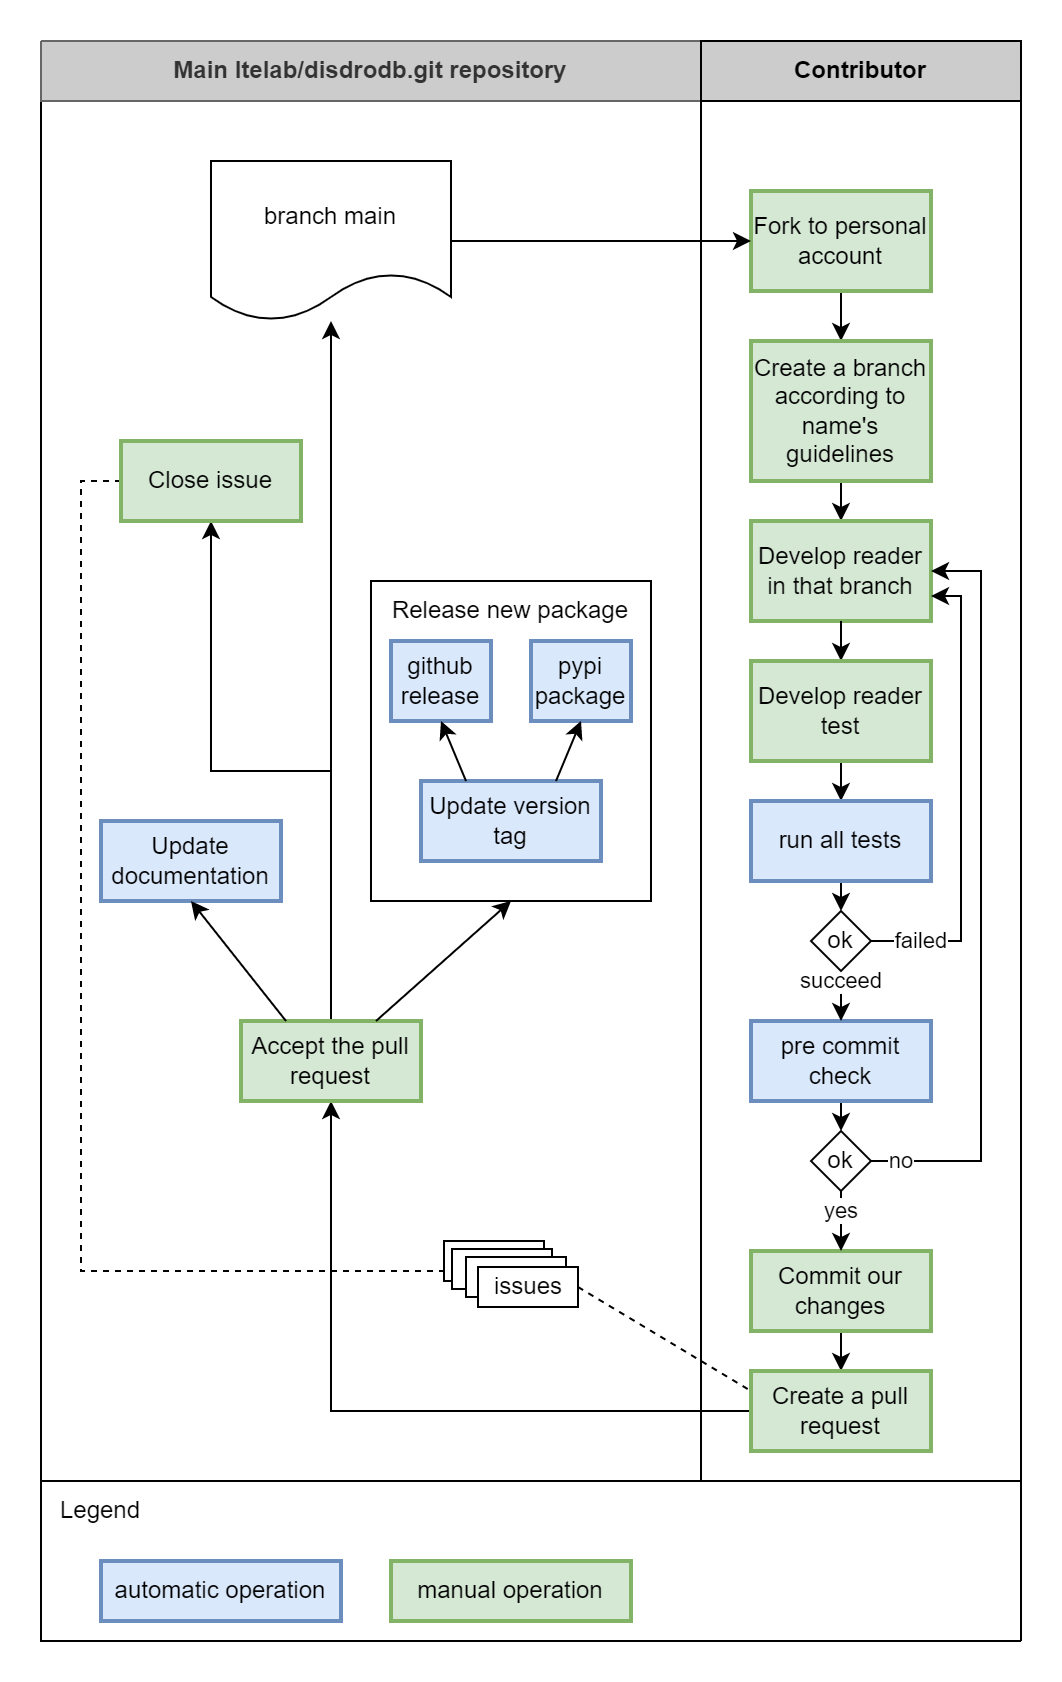 Main ltelab/disdrodb.git repository
Contributor
branch main
Fork to personal
account
Create a branch
according to
name's
guidelines
Close issue
Develop reader
in that branch
Release new package
github
release
pypi
package
Develop reader
test
Update version
tag
run all tests
Update
documentation
ok
failed
succeed
Accept the pull
request
pre commit
check
ok
no
yes
issues
Commit our
changes
Create a pull
request
Legend
automatic operation
manual operation